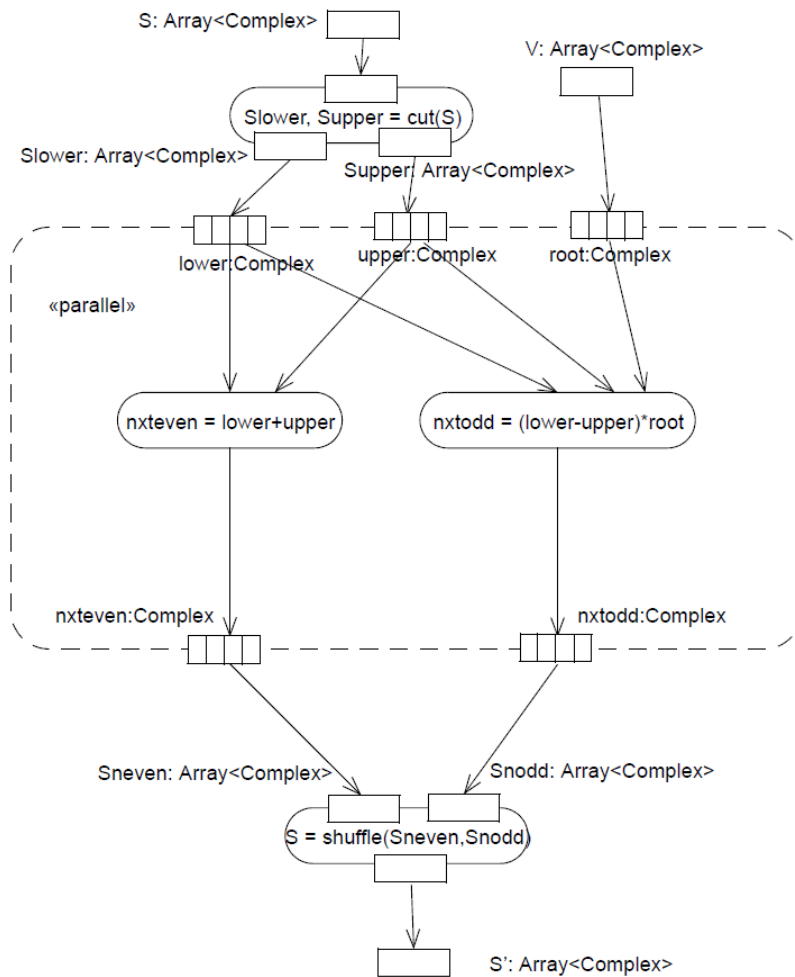 S: Array<Complex>
V: Array<Complex>
Slower, Supper = cut(S)
Slower: Array<Complex>
Supper: Array<Complex>
lower:Complex
upper:Complex
root:Complex
«parallel»
nxteven = lower+upper
nxtodd = (lower-upper)*root
nxteven:Complex
nxtodd:Complex
Sneven: Array<Complex>
Snodd: Array<Complex>
S = shuffle(Sneven,Snodd)
S': Array<Complex>